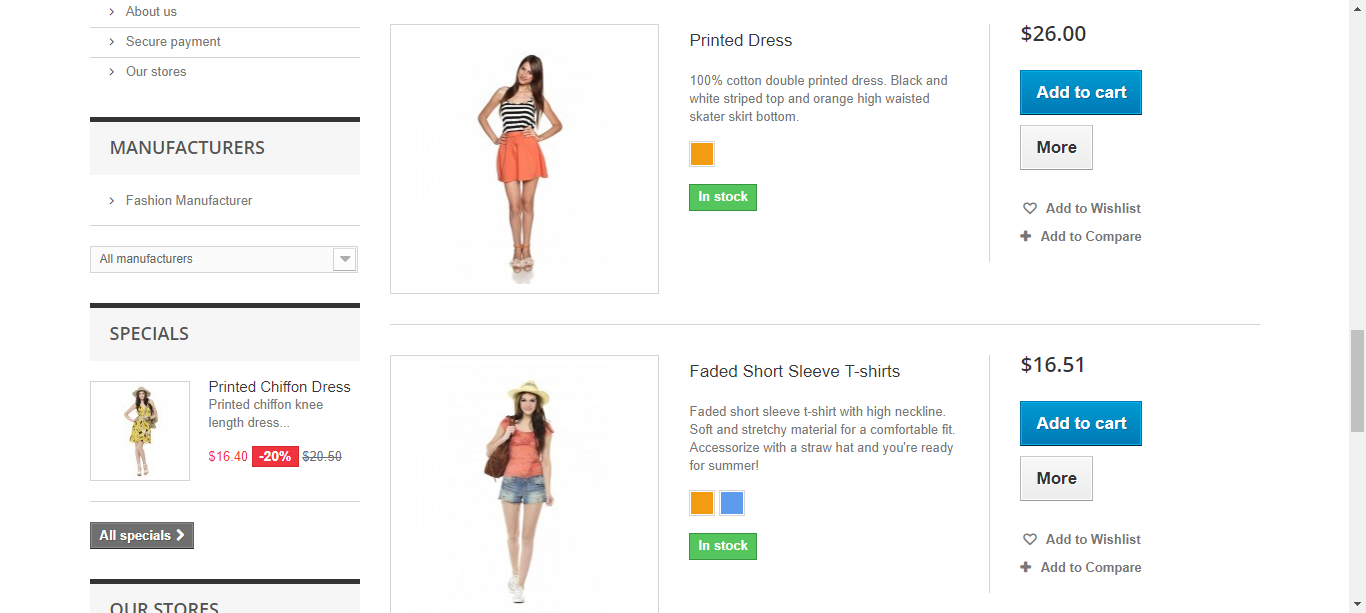 About us
Secure payment
Our stores
MANUFACTURERS
Fashion Manufacturer
All manufacturers
SPECIALS
Printed Chiffon Dress
Printed chiffon knee
length dress...
$16.40 -20% $20.50
All specials
OUR STORES
Printed Dress
100% cotton double printed dress. Black and
white striped top and orange high waisted
skater skirt bottom.
In stock
$26.00
Add to cart
More
Add to Wishlist
Add to Compare
Faded Short Sleeve T-shirts
Faded short sleeve t-shirt with high neckline.
Soft and stretchy material for a comfortable fit.
Accessorize with a straw hat and you're ready
for summer!
In stock
$16.51
Add to cart
More
Add to Wishlist
Add to Compare